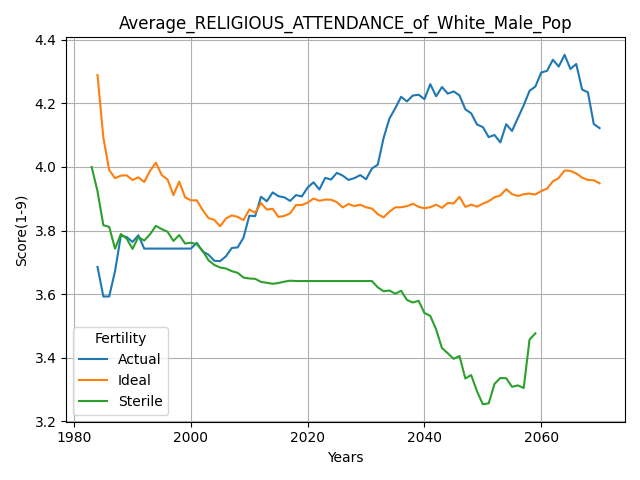 Average_RELIGIOUS_ATTENDANCE_of_White_Male_Pop
Score(1-9)
4.4
4.2
4.0
3.8
3.6
3.4
3.2
Fertility
Actual
Ideal
Sterile
1980 2000 2020 2040 2060
Years